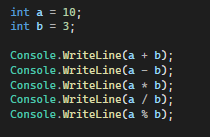 int a = 10;
int b = 3;

Console.WriteLine(a + b);
Console.WriteLine(a - b);
Console.WriteLine(a * b);
Console.WriteLine(a / b);
Console.WriteLine(a % b);